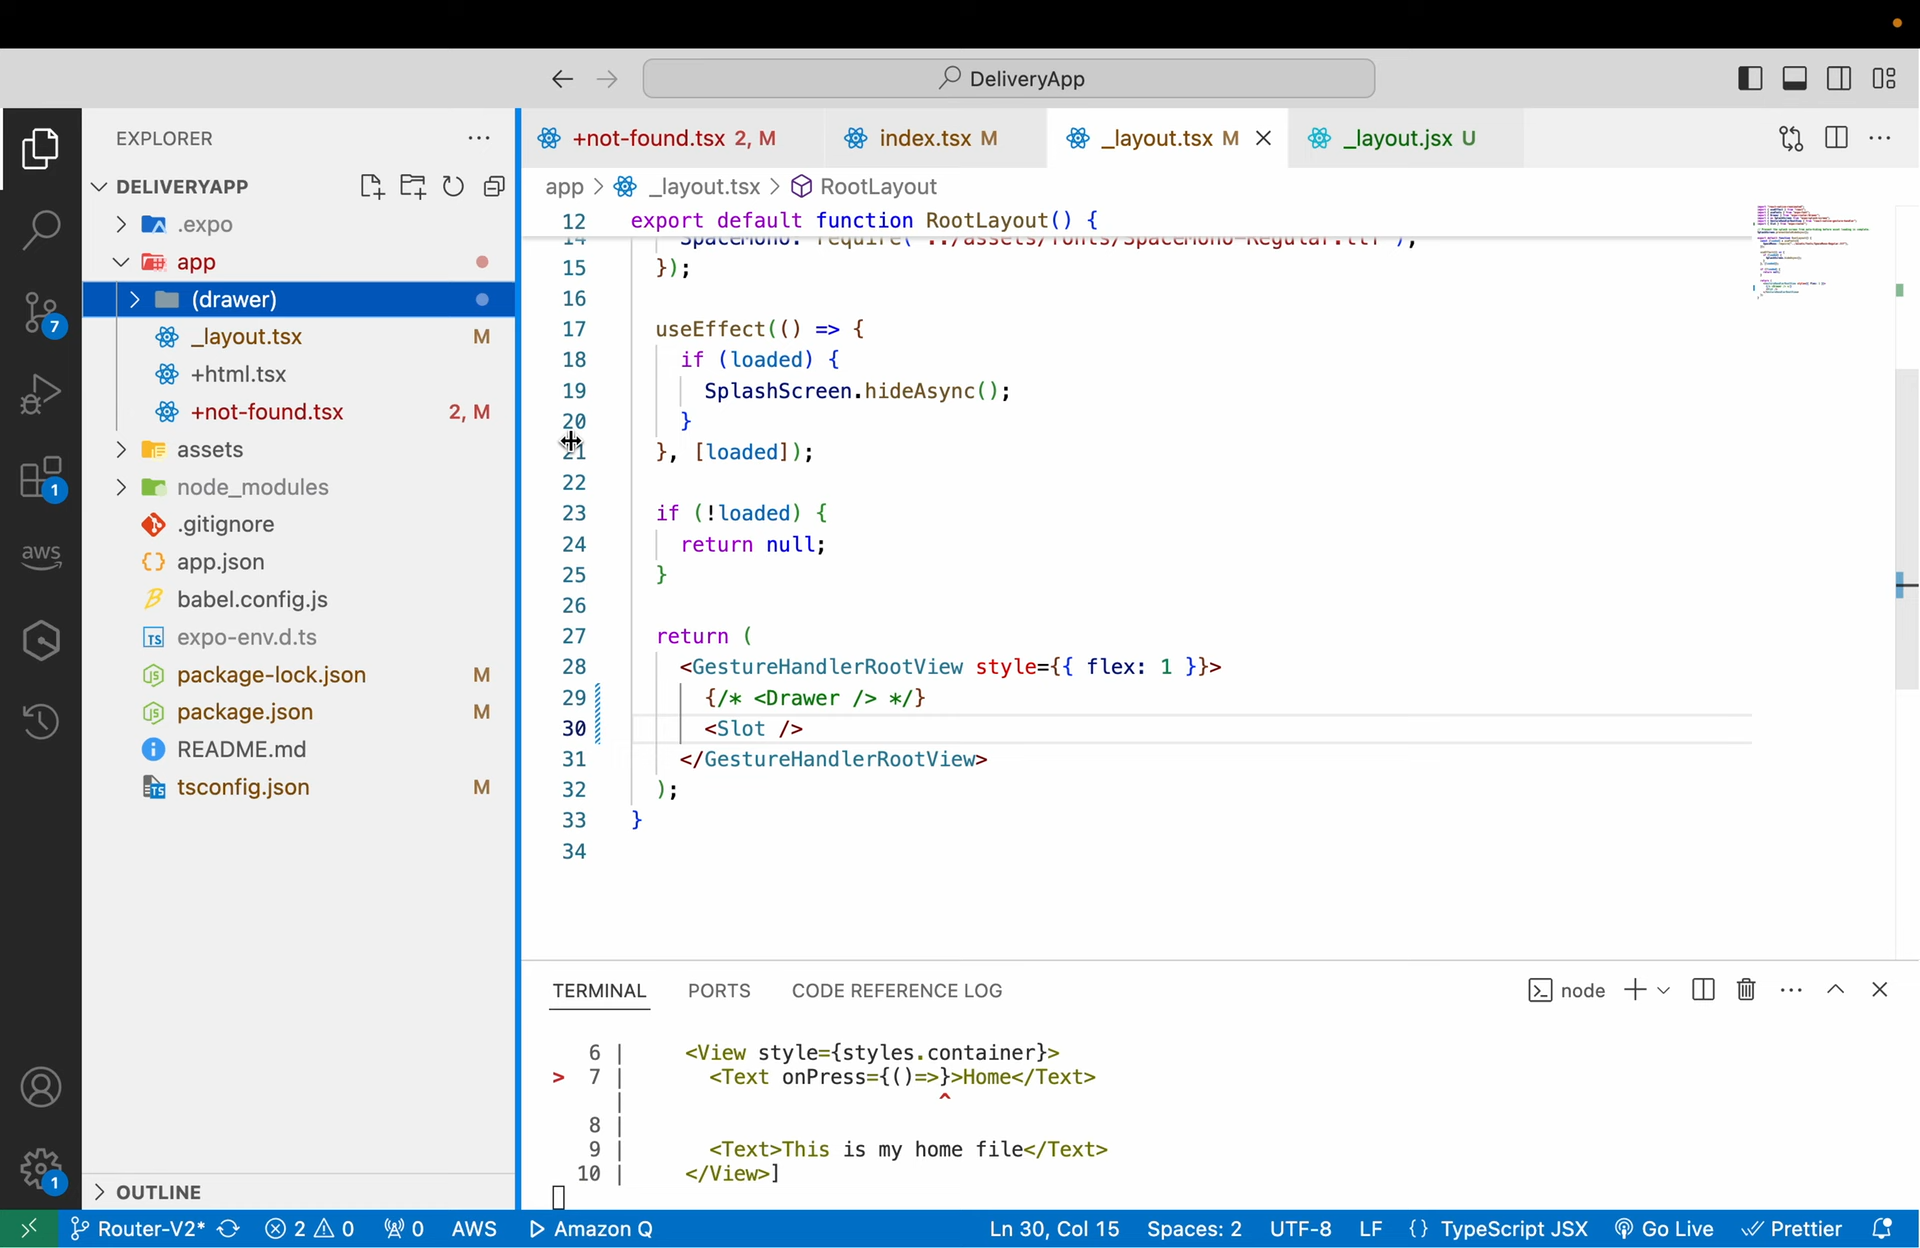 DeliveryApp
EXPLORER
DELIVERYAPP
.expo
app
(drawer)
_layout.tsx M
+html.tsx
+not-found.tsx 2, M
assets
node_modules
.gitignore
app.json
babel.config.js
expo-env.d.ts
package-lock.json M
package.json M
README.md
tsconfig.json M
OUTLINE
7
1
aws
1
+not-found.tsx 2, M
index.tsx M
_layout.tsx M
_layout.jsx U
app > _layout.tsx > RootLayout
12 export default function RootLayout() {
14 SpaceMono: require('../assets/fonts/SpaceMono-Regular.ttf'),
15 });
16
17 useEffect(() => {
18 if (loaded) {
19 SplashScreen.hideAsync();
20 }
21 }, [loaded]);
22
23 if (!loaded) {
24 return null;
25 }
26
27 return (
28 <GestureHandlerRootView style={{ flex: 1 }}>
29 {/* <Drawer /> */}
30 <Slot />
31 </GestureHandlerRootView>
32 );
33 }
34
TERMINAL PORTS CODE REFERENCE LOG
node
6 | <View style={styles.container}>
> 7 | <Text onPress={()=>}>Home</Text>
| ^
8 |
9 | <Text>This is my home file</Text>
10 | </View>]
Router-V2* 2 0 0 AWS Amazon Q Ln 30, Col 15 Spaces: 2 UTF-8 LF {} TypeScript JSX Go Live Prettier